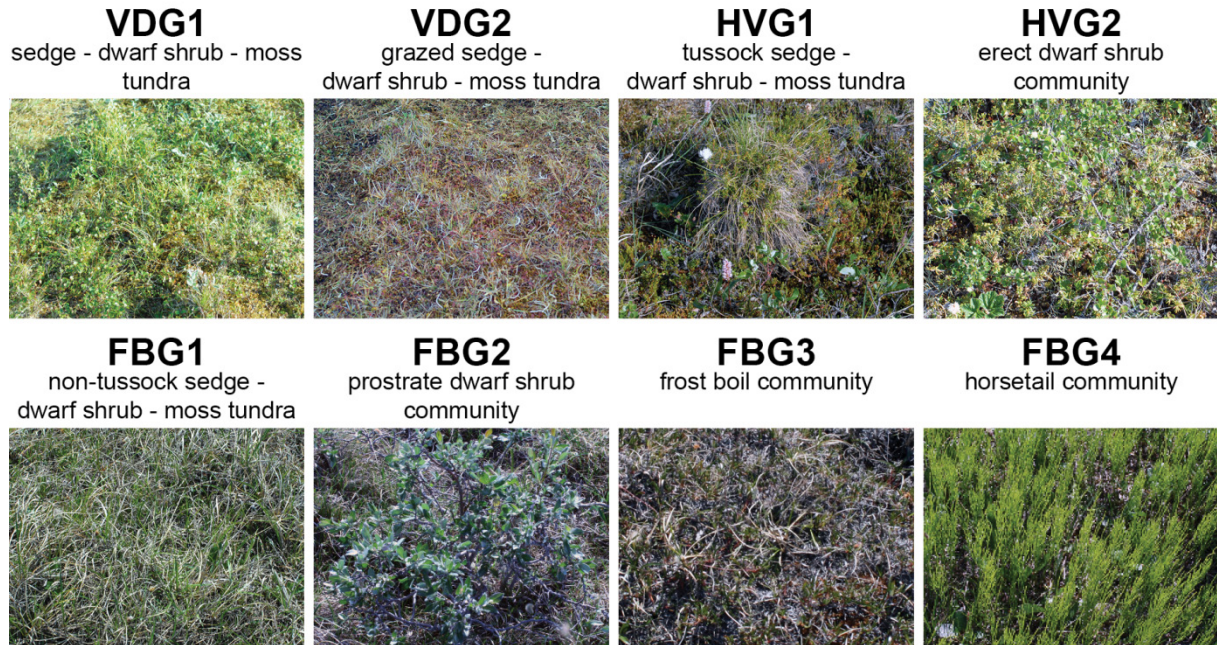 VDG1
sedge - dwarf shrub - moss
tundra
VDG2
grazed sedge -
dwarf shrub - moss tundra
HVG1
tussock sedge -
dwarf shrub - moss tundra
HVG2
erect dwarf shrub
community
FBG1
non-tussock sedge -
dwarf shrub - moss tundra
FBG2
prostrate dwarf shrub
community
FBG3
frost boil community
FBG4
horsetail community